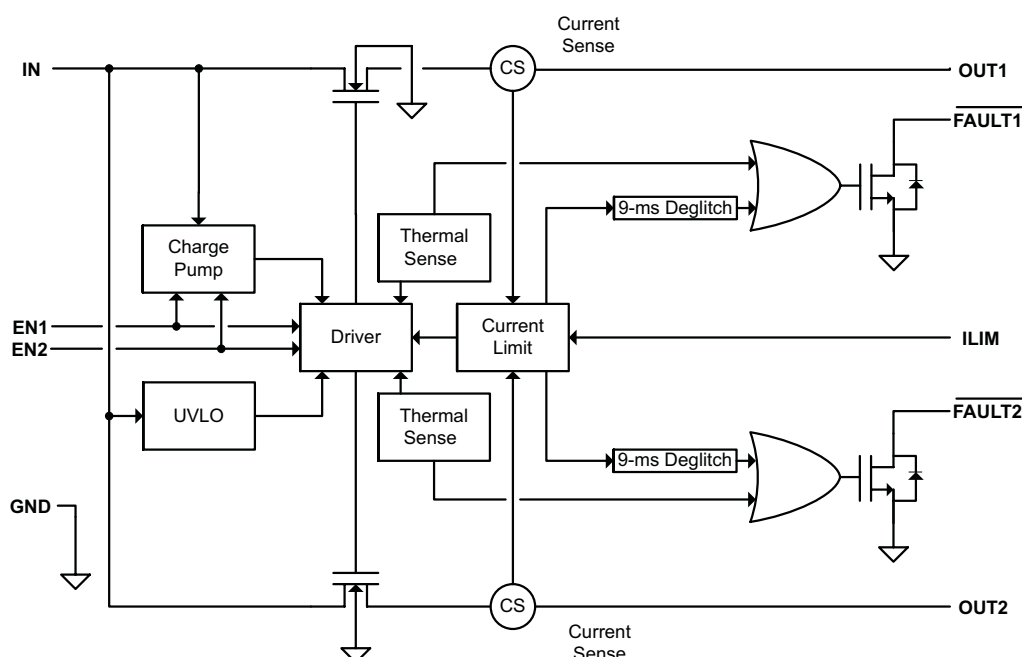 Current
Sense
IN
CS
OUT1
FAULT1
9-ms Deglitch
Thermal
Sense
Charge
Pump
EN1
EN2
Driver
Current
Limit
ILIM
UVLO
Thermal
Sense
FAULT2
9-ms Deglitch
GND
CS
OUT2
Current
Sense